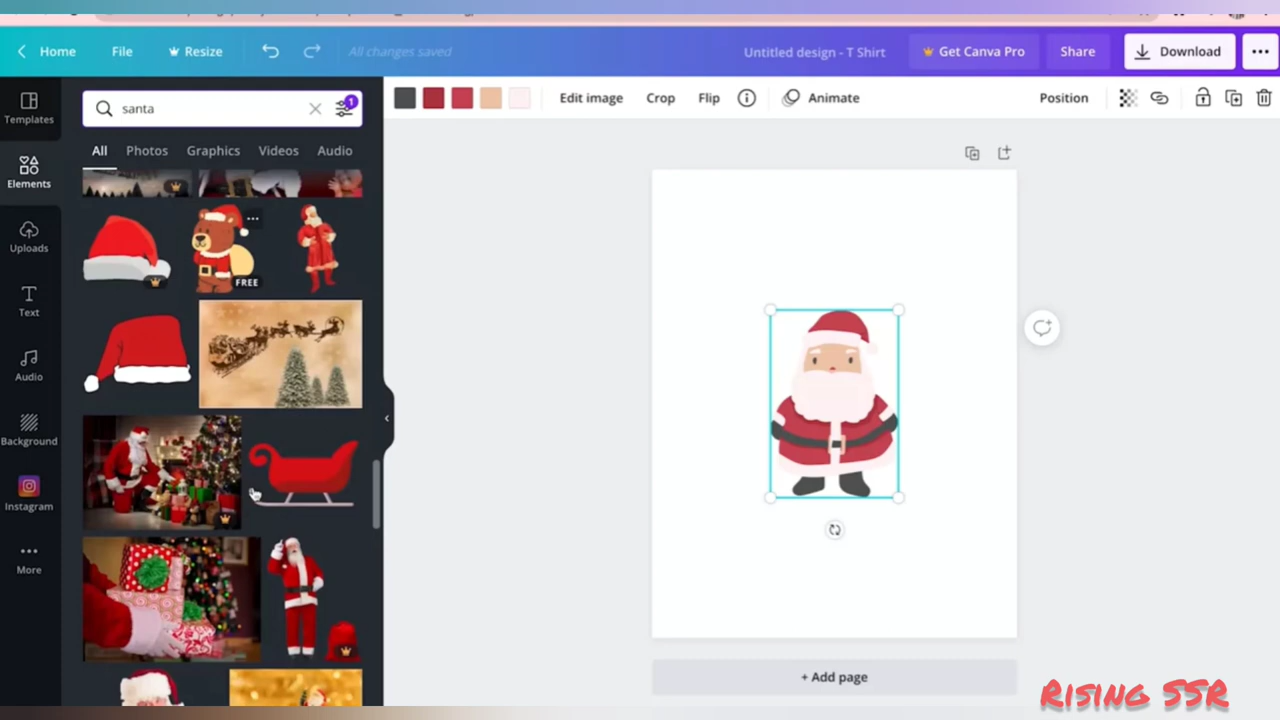 Home File Resize All changes saved Untitled design - T Shirt Get Canva Pro Share Download
Templates
Elements
Uploads
Text
Audio
Background
Instagram
More
santa 1
All Photos Graphics Videos Audio
FREE
Edit image Crop Flip Animate Position
+ Add page
Rising SSR